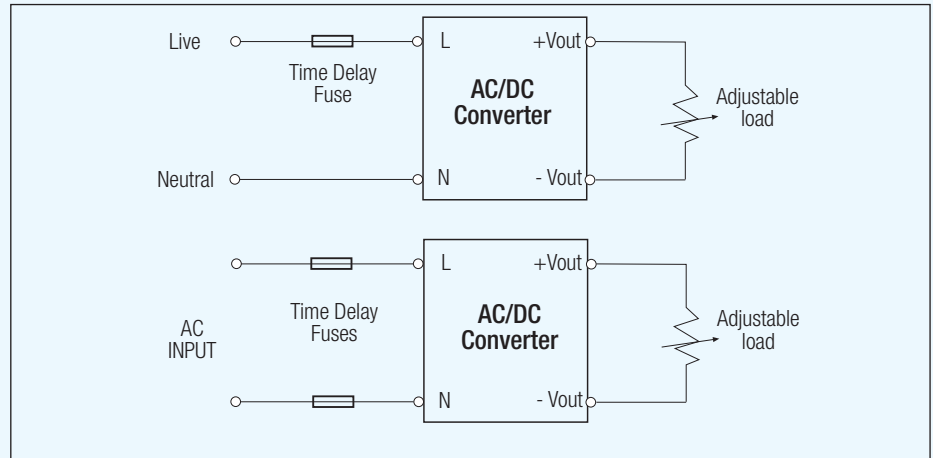 Live
L
+Vout
Time Delay
Fuse
AC/DC
Converter
Adjustable
load
Neutral
N
- Vout
L
+Vout
AC
INPUT
Time Delay
Fuses
AC/DC
Converter
Adjustable
load
N
- Vout